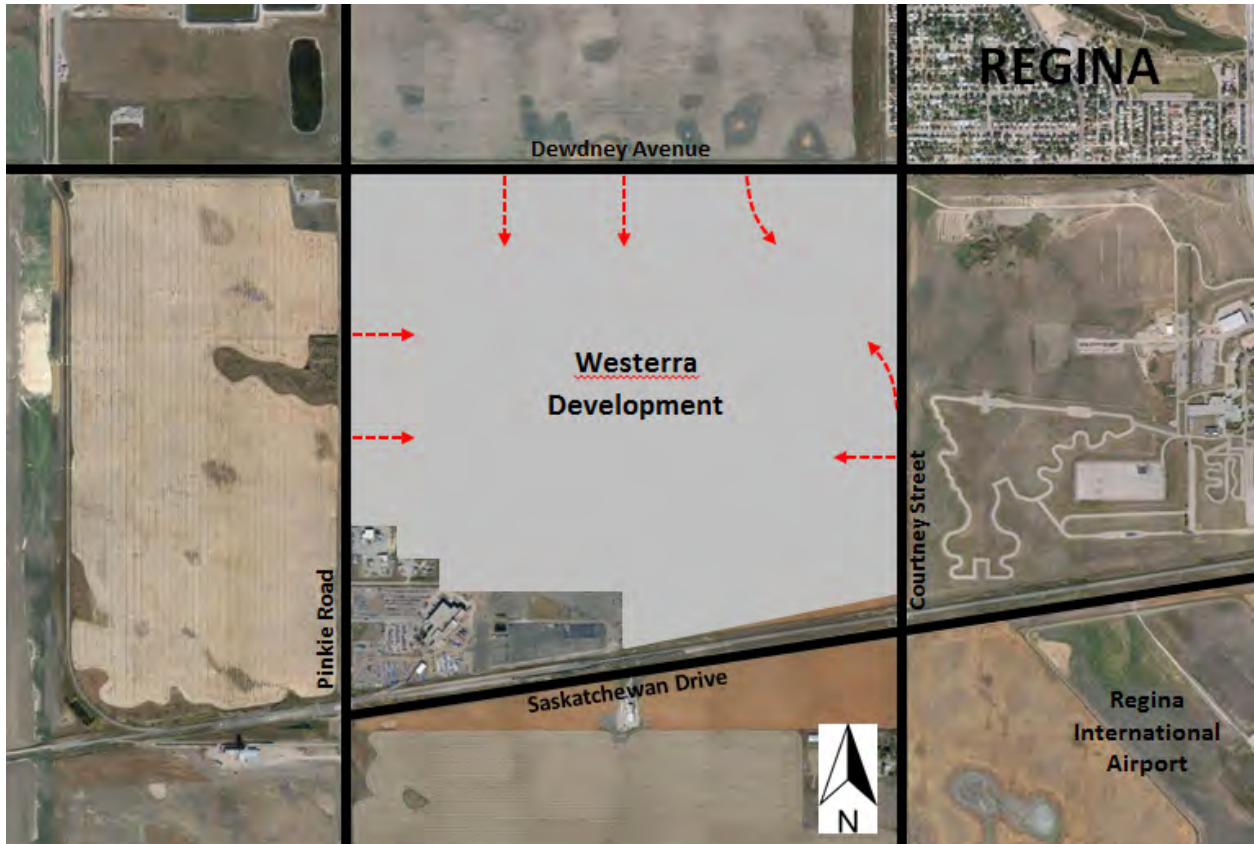 REGINA
Dewdney Avenue
Westerra
Development
Courtney Street
Pinkie Road
Saskatchewan Drive
Regina
International
Airport
N